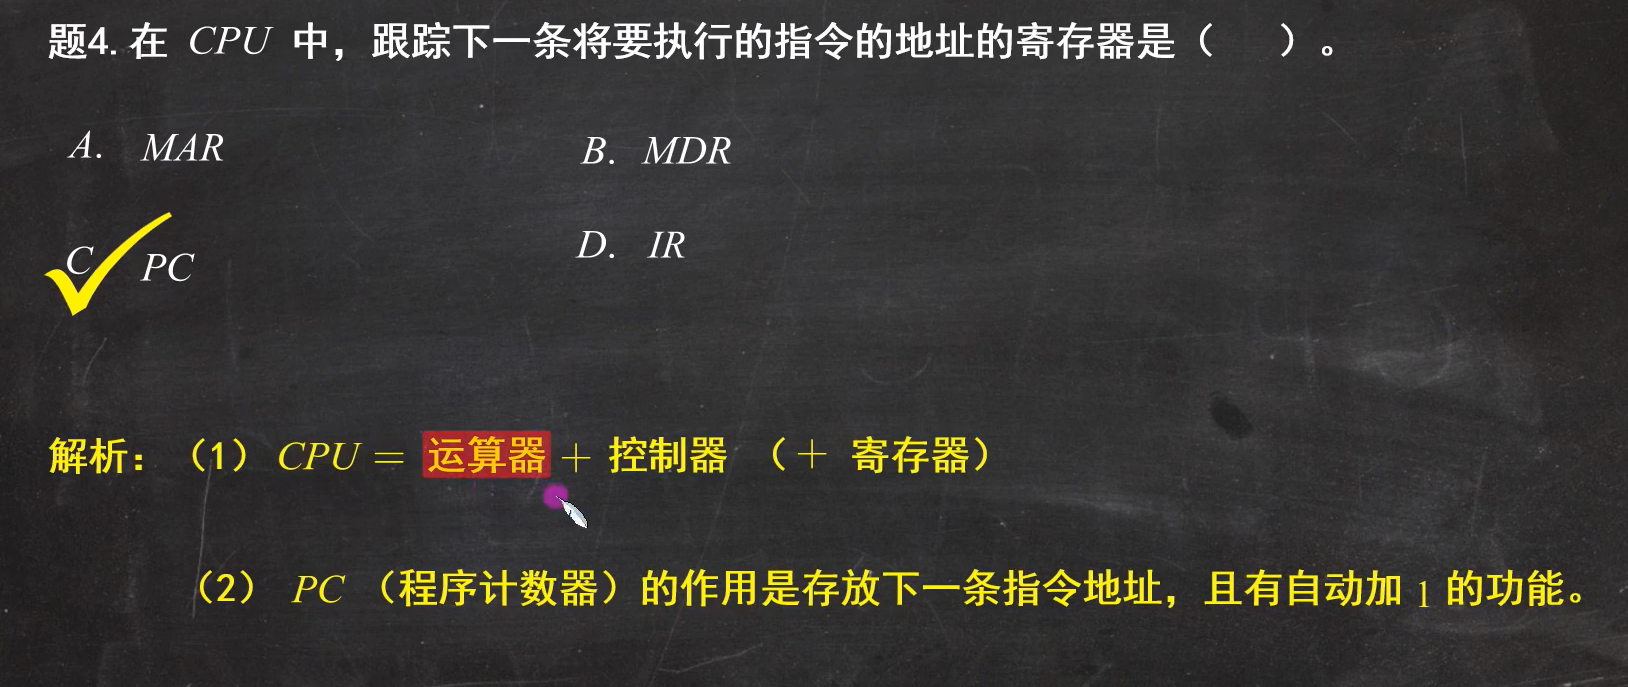 题4.在 CPU 中，跟踪下一条将要执行的指令的地址的寄存器是（ ）。
A. MAR
B. MDR
C PC
D. IR
解析：（1）CPU = 运算器 + 控制器 （+ 寄存器）
（2） PC （程序计数器）的作用是存放下一条指令地址，且有自动加 1 的功能。